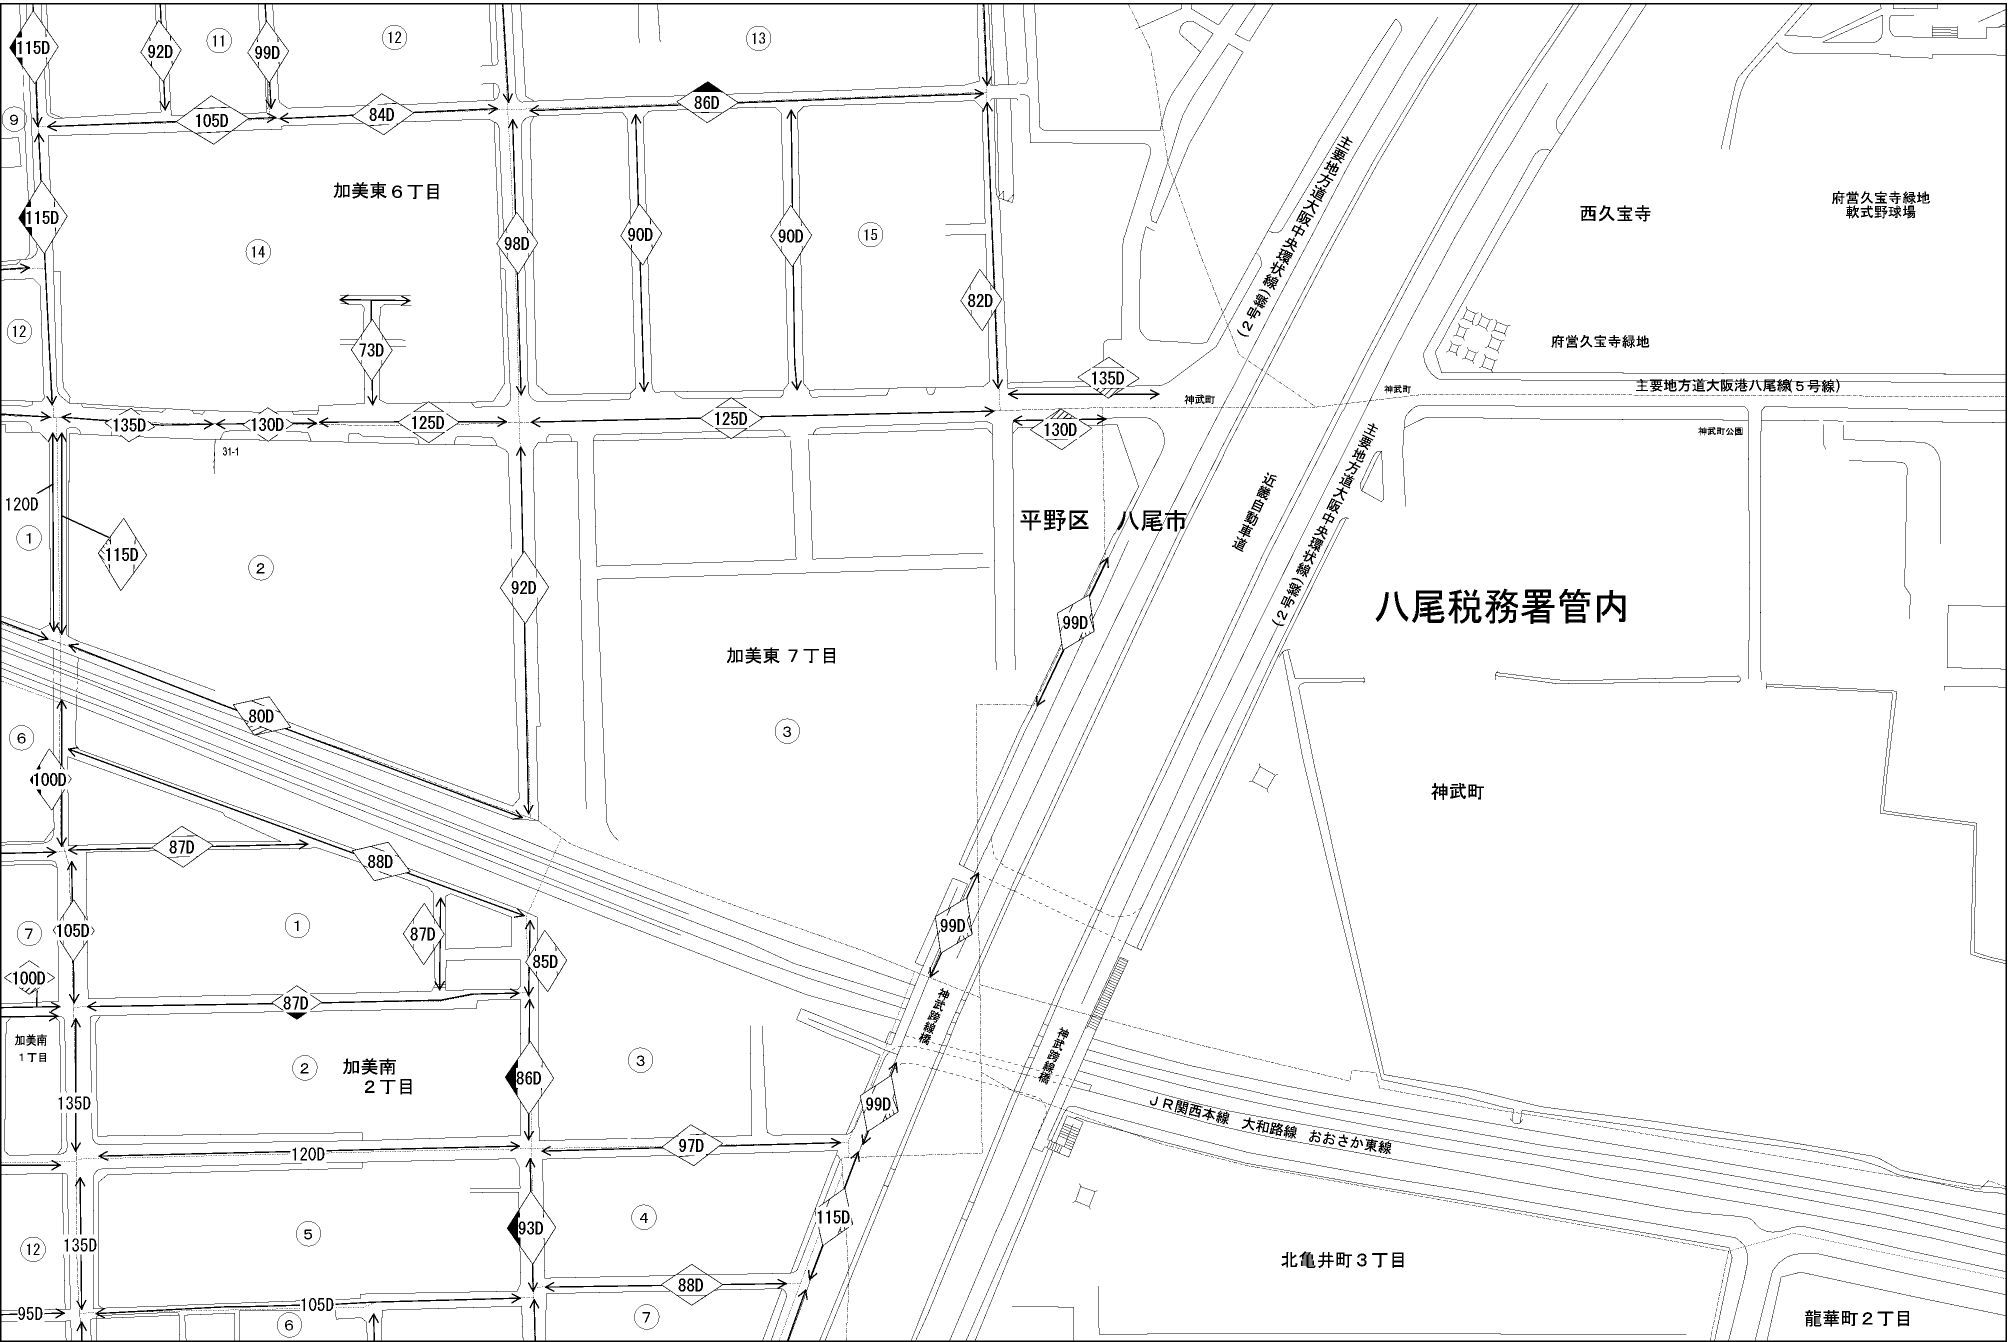 115D
92D
11
99D
12
13
9
105D
84D
86D
加美東６丁目
115D
14
98D
90D
90D
15
82D
12
73D
135D
130D
125D
125D
135D
130D
31-1
120D
1
115D
2
92D
80D
加美東７丁目
3
平野区
八尾市
99D
主要地方道大阪中央環状線(２号線)
近畿自動車道
主要地方道大阪中央環状線(２号線)
神武町
神武町
西久宝寺
府営久宝寺緑地
軟式野球場
府営久宝寺緑地
主要地方道大阪港八尾線(５号線)
神武町公園
八尾税務署管内
神武町
6
100D
87D
88D
7
105D
1
87D
85D
99D
100D
87D
加美南
１丁目
2
加美南
２丁目
86D
3
神武跨線橋
神武跨線橋
99D
ＪＲ関西本線　大和路線　おおさか東線
135D
120D
97D
12
135D
5
93D
4
115D
北亀井町３丁目
95D
105D
6
88D
7
龍華町２丁目